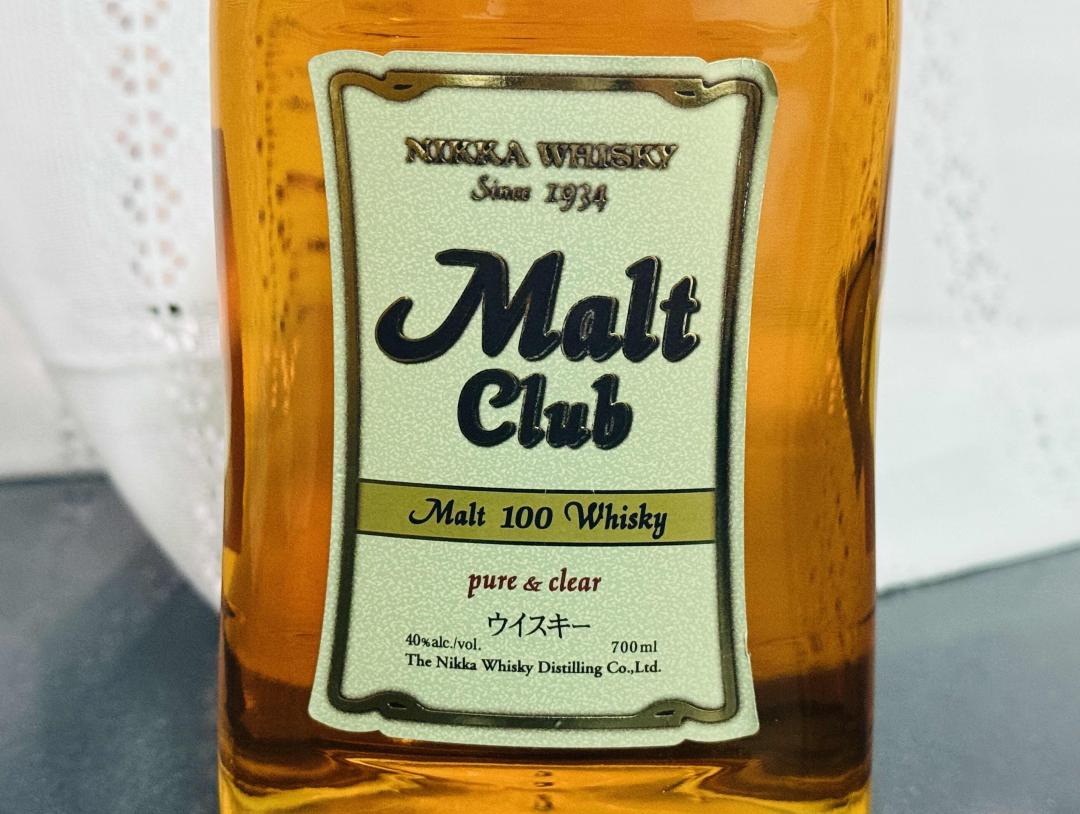 NIKKA WHISKY
Since 1934
Malt
Club
Malt 100 Whisky
pure & clear
ウイスキー
40%alc./vol. 700ml
The Nikka Whisky Distilling Co.,Ltd.